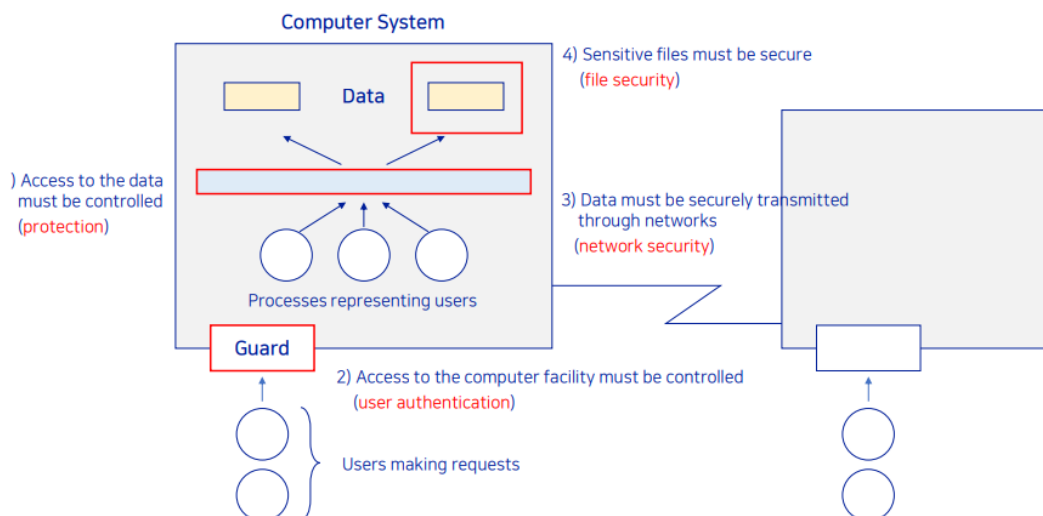 Computer System
4) Sensitive files must be secure
(file security)
Data
) Access to the data
must be controlled
(protection)
3) Data must be securely transmitted
through networks
(network security)
Processes representing users
Guard
2) Access to the computer facility must be controlled
(user authentication)
Users making requests